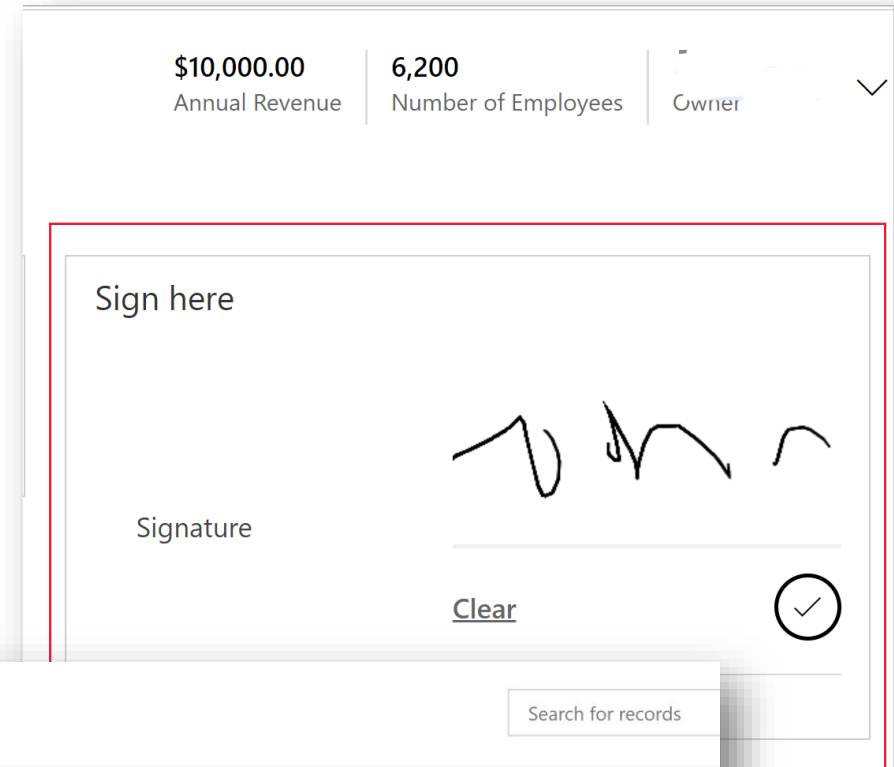 $10,000.00 6,200
Annual Revenue Number of Employees Owner
Sign here
Signature
Clear
Search for records